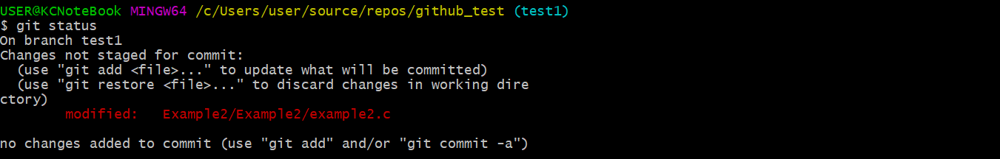 USER@KCNoteBook MINGW64 /c/Users/user/source/repos/github_test (test1)
$ git status
On branch test1
Changes not staged for commit:
  (use "git add <file>..." to update what will be committed)
  (use "git restore <file>..." to discard changes in working dire
ctory)
        modified:   Example2/Example2/example2.c

no changes added to commit (use "git add" and/or "git commit -a")